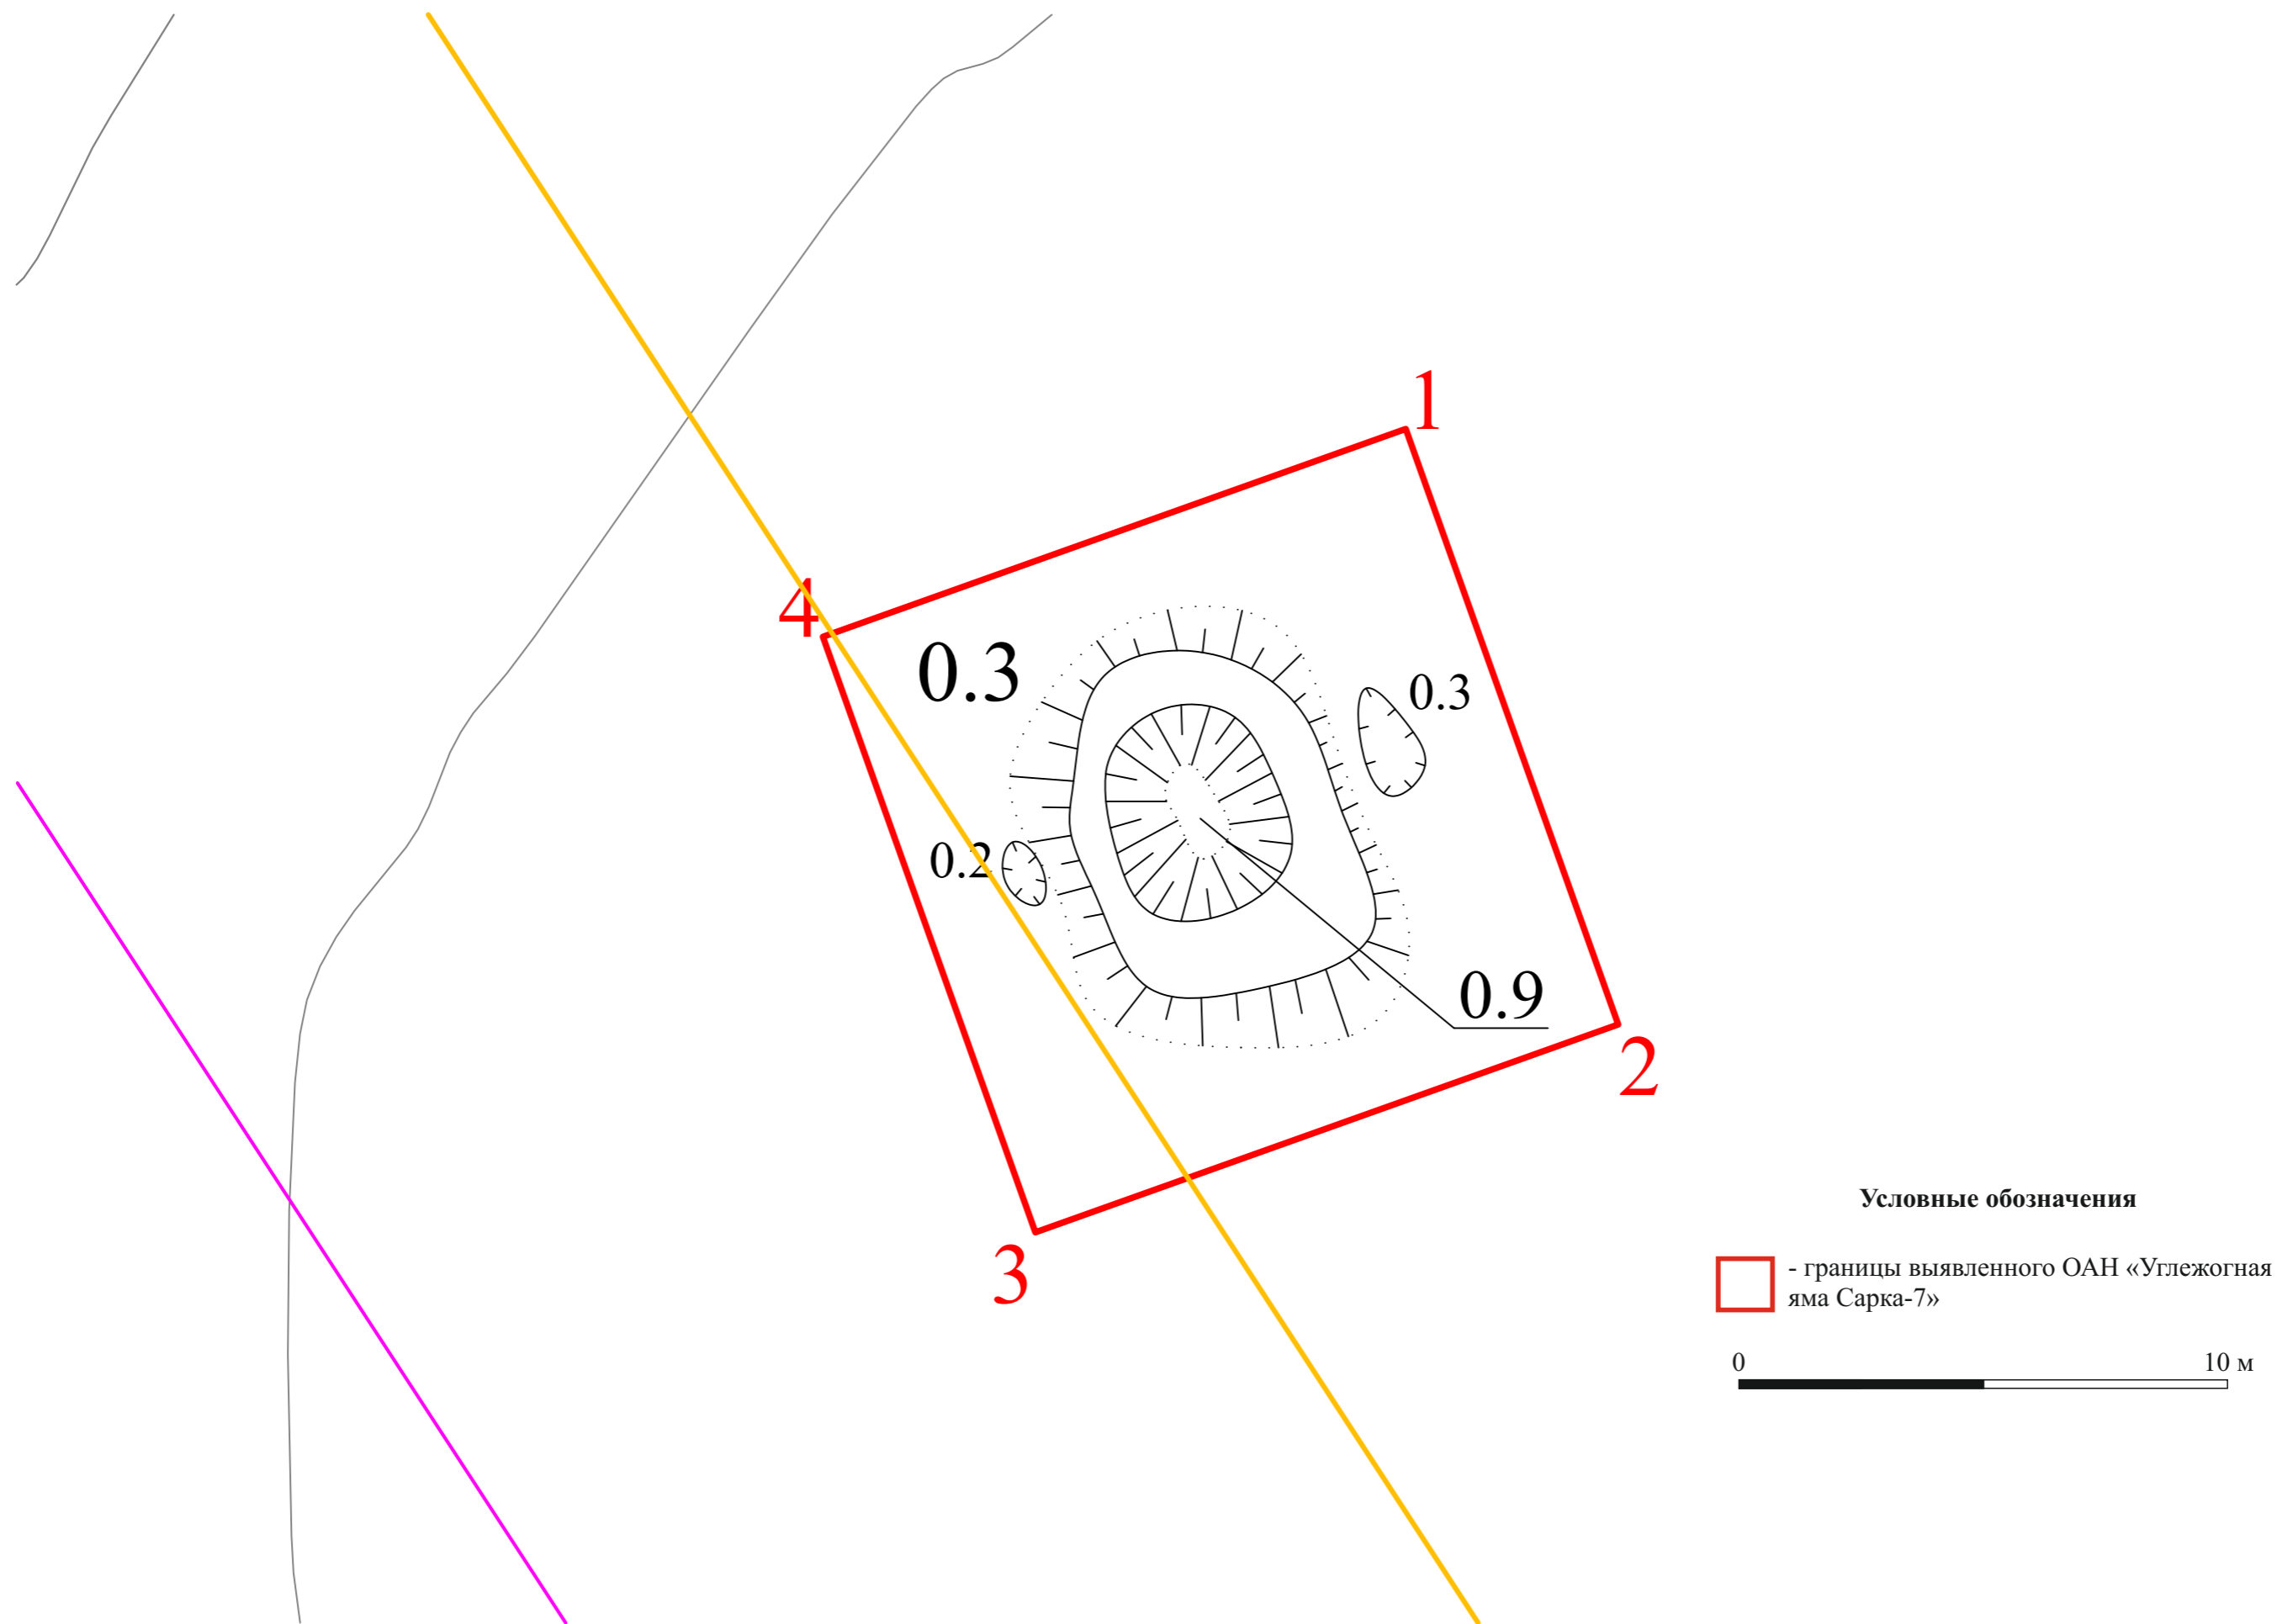 1
4
0.3
0.3
0.2
0.9
2
3
Условные обозначения
- границы выявленного ОАН «Углежогная
яма Сарка-7»
0 10 м